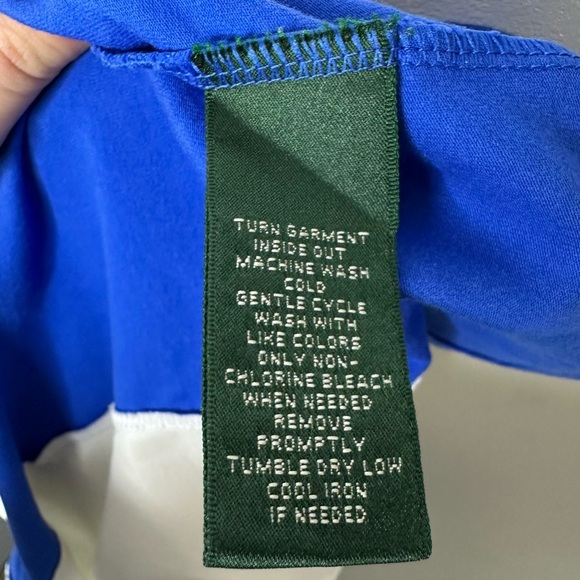 TURN GARMENT
INSIDE OUT
MACHINE WASH
COLD
GENTLE CYCLE
WASH WITH
LIKE COLORS
ONLY NON-
CHLORINE BLEACH
WHEN NEEDED
REMOVE
PROMPTLY
TUMBLE DRY LOW
COOL IRON
IF NEEDED